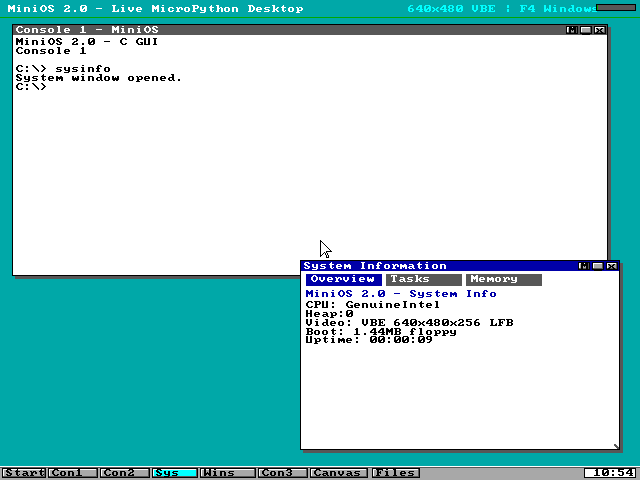 MiniOS 2.0 - Live MicroPython Desktop
640x480 VBE ¦ F4 Windows
Console 1 - MiniOS
MiniOS 2.0 - C GUI
Console 1
C:\> sysinfo
System window opened.
C:\>
System Information
Overview Tasks Memory
MiniOS 2.0 - System Info
CPU: GenuineIntel
Heap:0
Video: VBE 640x480x256 LFB
Boot: 1.44MB floppy
Uptime: 00:00:09
Start Con1 Con2 Sys Wins Con3 Canvas Files 10:54